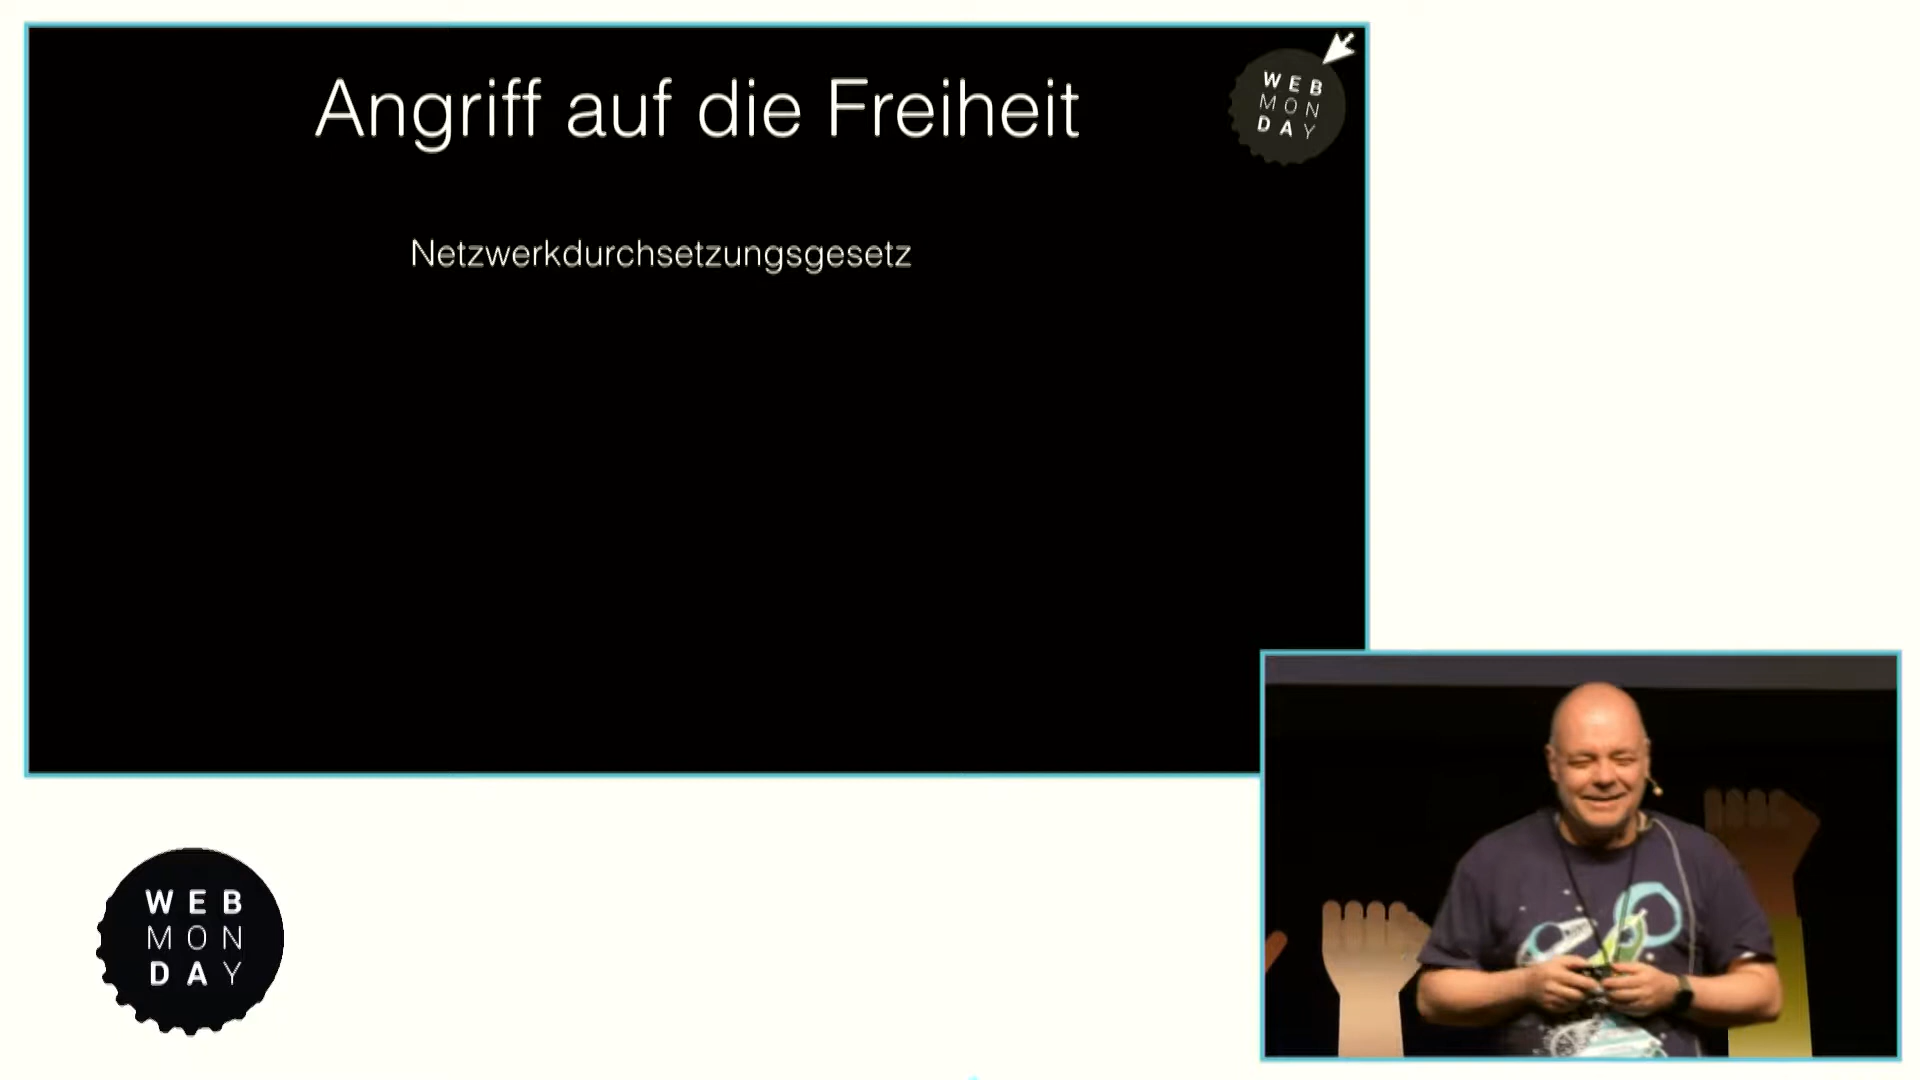 Angriff auf die Freiheit
WEB
MON
DAY
Netzwerkdurchsetzungsgesetz
WEB
MON
DAY